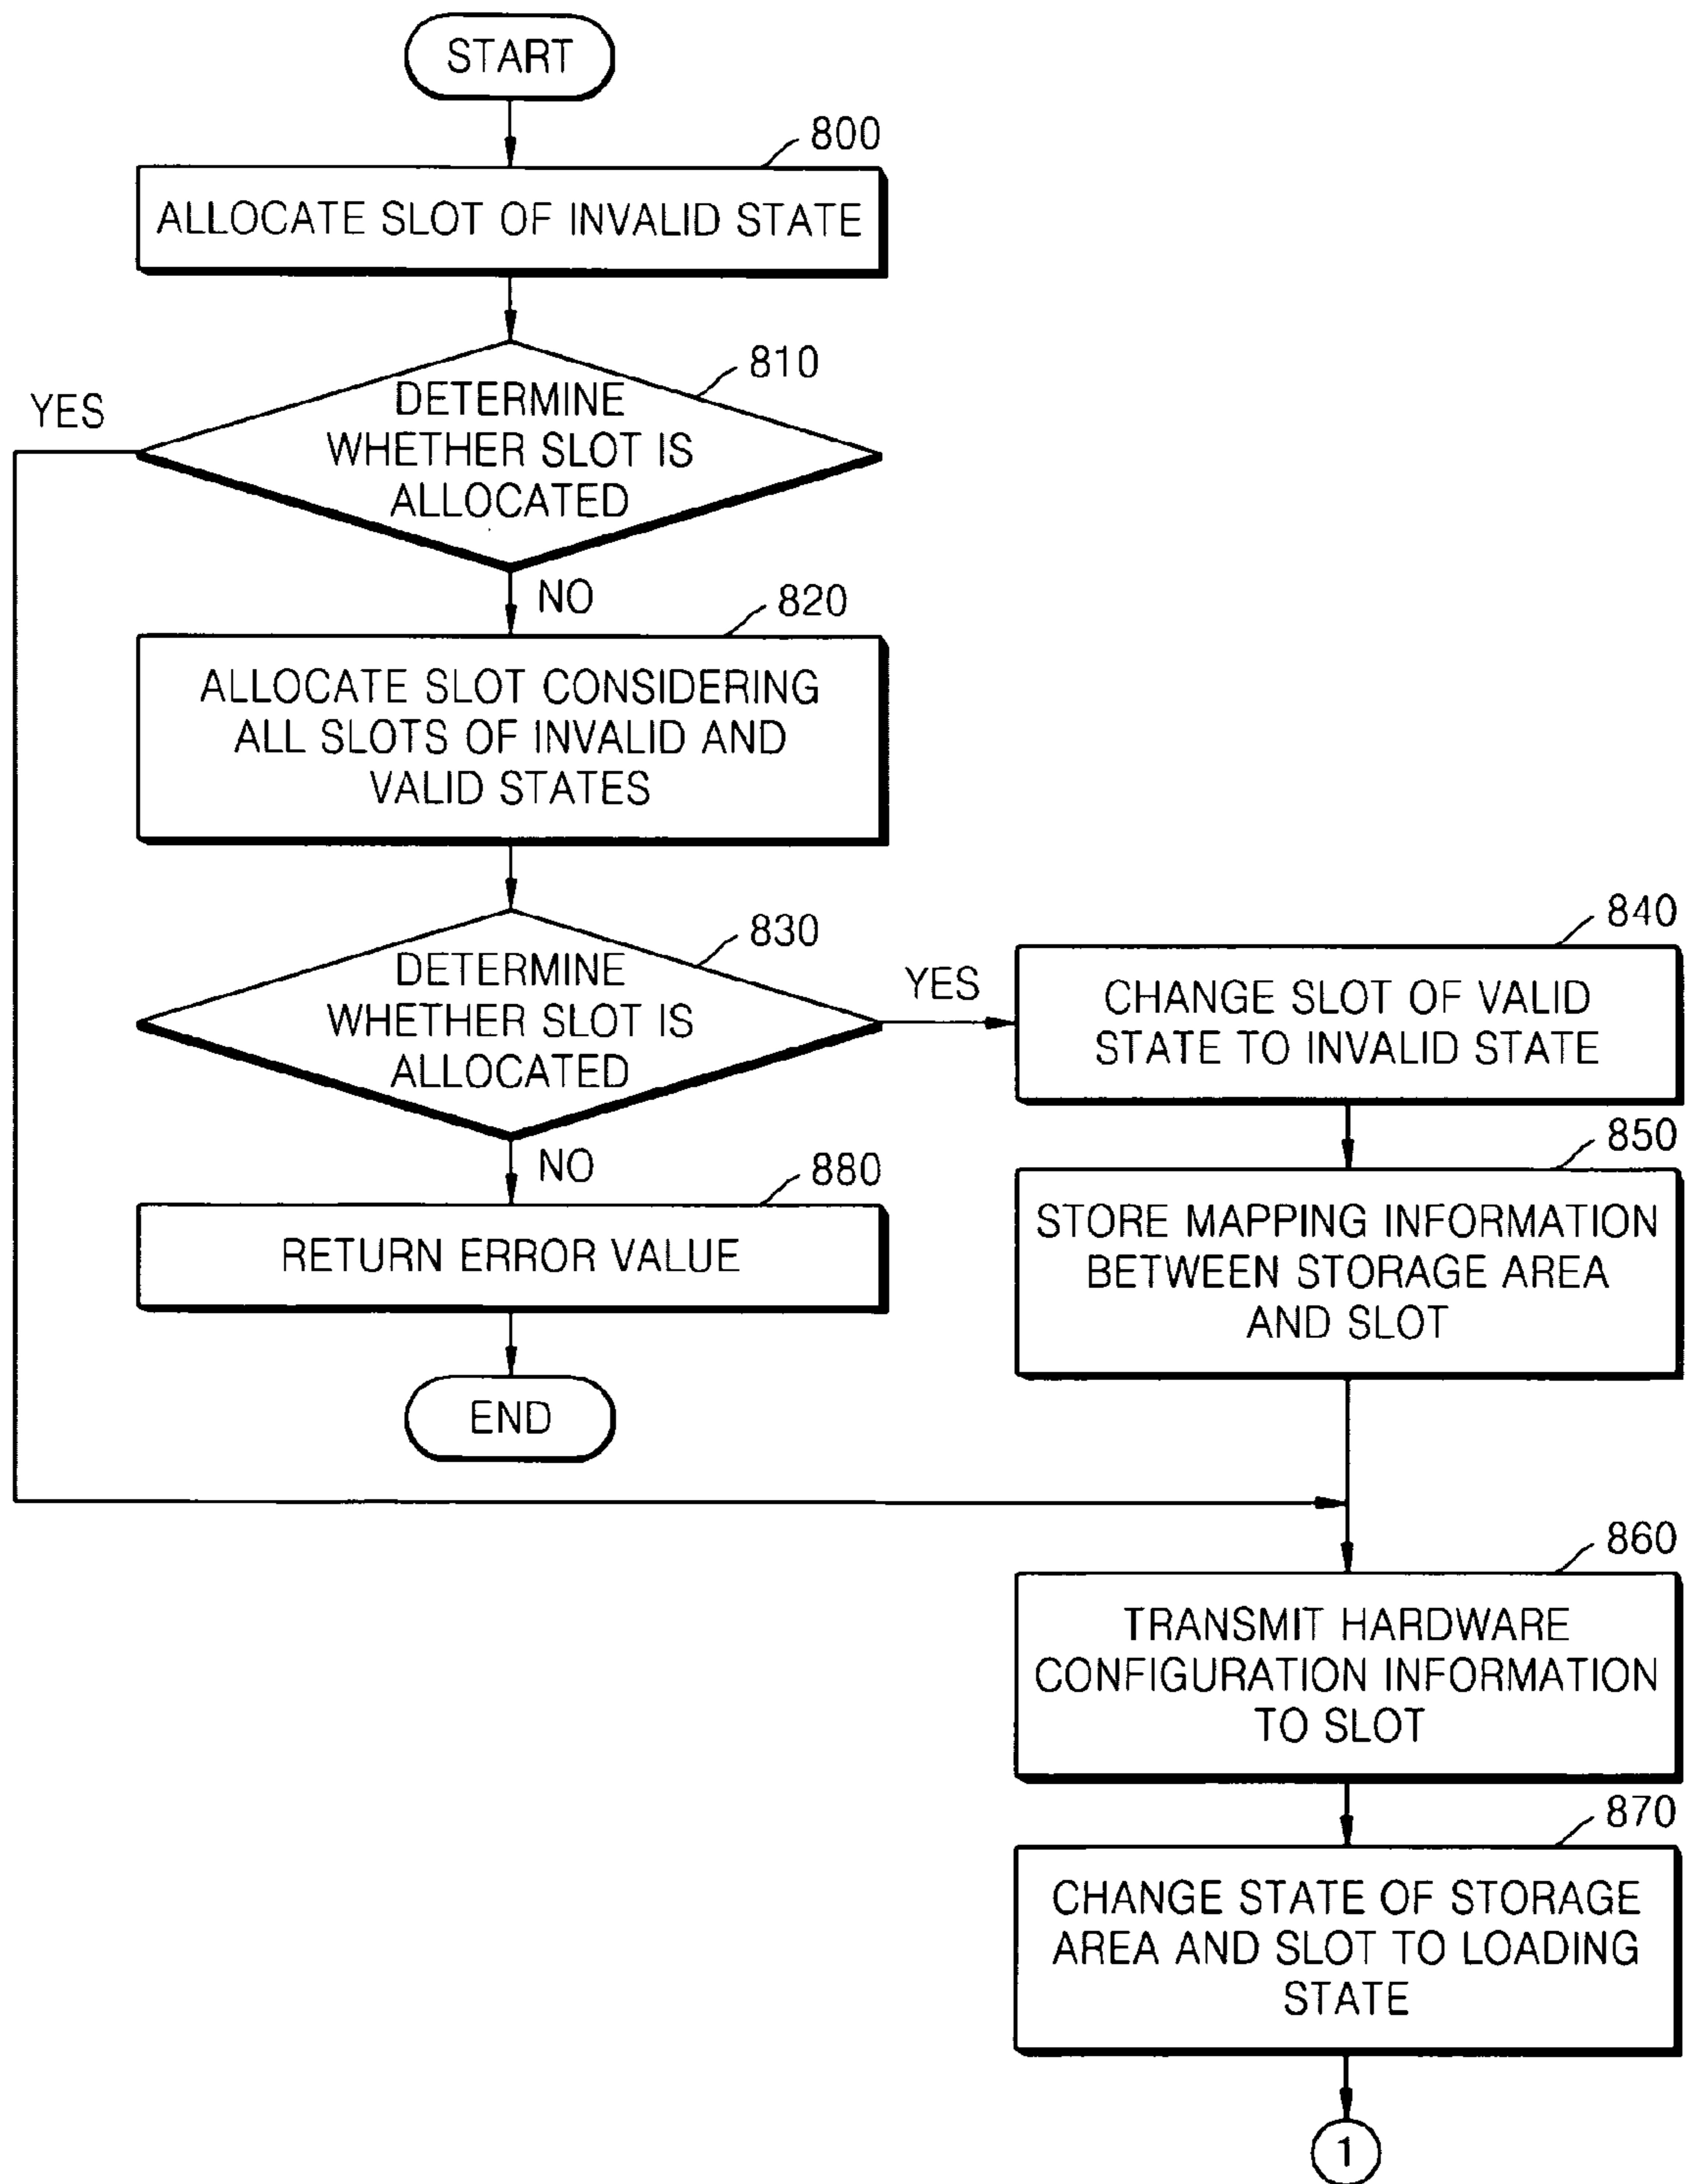 START
800
ALLOCATE SLOT OF INVALID STATE
810
YES
DETERMINE
WHETHER SLOT IS
ALLOCATED
NO
820
ALLOCATE SLOT CONSIDERING
ALL SLOTS OF INVALID AND
VALID STATES
830
DETERMINE
WHETHER SLOT IS
ALLOCATED
YES
840
CHANGE SLOT OF VALID
STATE TO INVALID STATE
NO
850
STORE MAPPING INFORMATION
BETWEEN STORAGE AREA
AND SLOT
880
RETURN ERROR VALUE
END
860
TRANSMIT HARDWARE
CONFIGURATION INFORMATION
TO SLOT
870
CHANGE STATE OF STORAGE
AREA AND SLOT TO LOADING
STATE
1